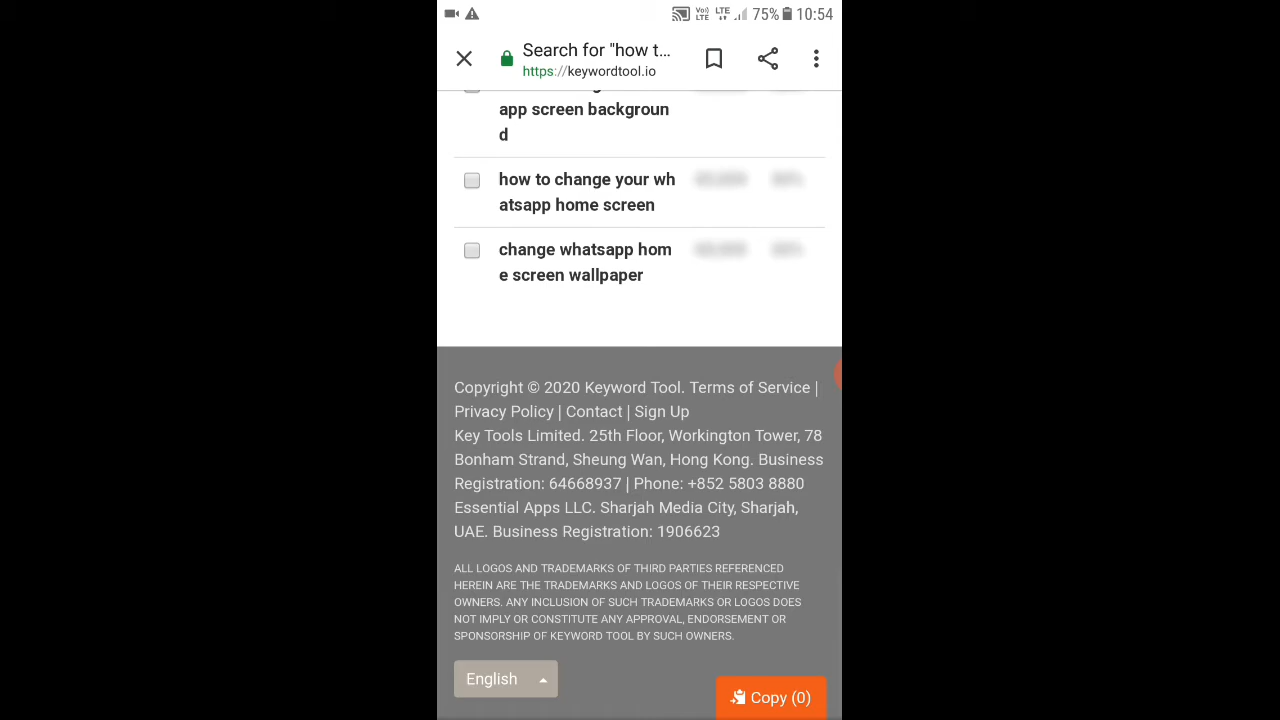 75% 10:54
Search for "how t...
https://keywordtool.io
app screen backgroun
d
how to change your wh
atsapp home screen
change whatsapp hom
e screen wallpaper
Copyright © 2020 Keyword Tool. Terms of Service |
Privacy Policy | Contact | Sign Up
Key Tools Limited. 25th Floor, Workington Tower, 78
Bonham Strand, Sheung Wan, Hong Kong. Business
Registration: 64668937 | Phone: +852 5803 8880
Essential Apps LLC. Sharjah Media City, Sharjah,
UAE. Business Registration: 1906623
ALL LOGOS AND TRADEMARKS OF THIRD PARTIES REFERENCED
HEREIN ARE THE TRADEMARKS AND LOGOS OF THEIR RESPECTIVE
OWNERS. ANY INCLUSION OF SUCH TRADEMARKS OR LOGOS DOES
NOT IMPLY OR CONSTITUTE ANY APPROVAL, ENDORSEMENT OR
SPONSORSHIP OF KEYWORD TOOL BY SUCH OWNERS.
English
Copy (0)